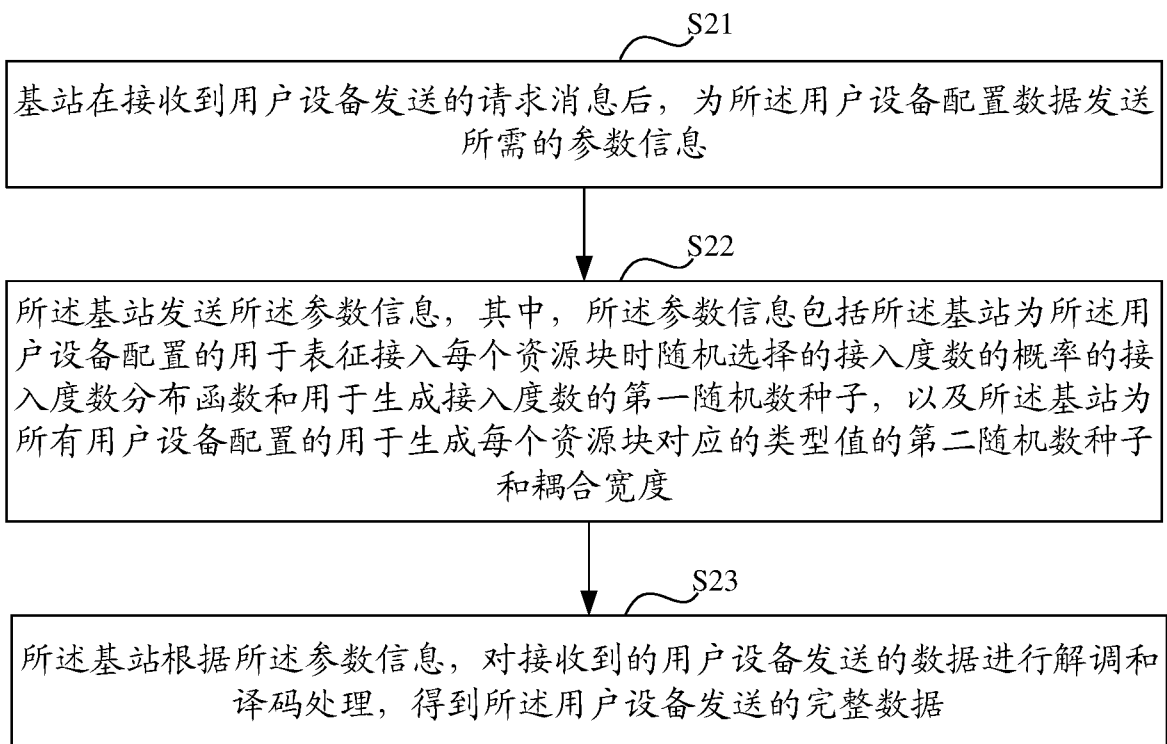 S21
基站在接收到用户设备发送的请求消息后，为所述用户设备配置数据发送
所需的参数信息
S22
所述基站发送所述参数信息，其中，所述参数信息包括所述基站为所述用
户设备配置的用于表征接入每个资源块时随机选择的接入度数的概率的接
入度数分布函数和用于生成接入度数的第一随机数种子，以及所述基站为
所有用户设备配置的用于生成每个资源块对应的类型值的第二随机数种子
和耦合宽度
S23
所述基站根据所述参数信息，对接收到的用户设备发送的数据进行解调和
译码处理，得到所述用户设备发送的完整数据